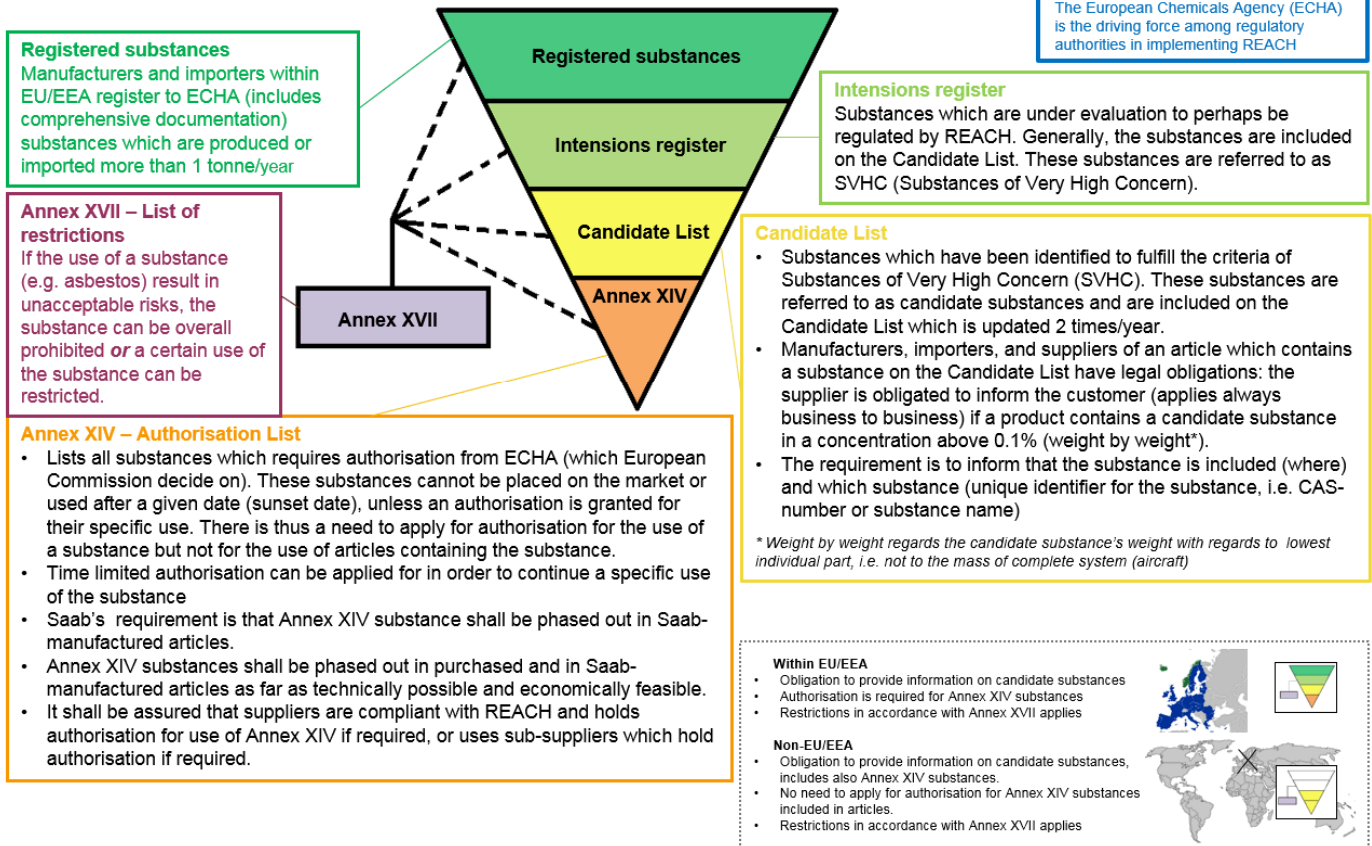 The European Chemicals Agency (ECHA)
is the driving force among regulatory
authorities in implementing REACH
Registered substances
Manufacturers and importers within
EU/EEA register to ECHA (includes
comprehensive documentation)
substances which are produced or
imported more than 1 tonne/year
Registered substances
Intensions register
Candidate List
Annex XIV
Annex XVII
Intensions register
Substances which are under evaluation to perhaps be
regulated by REACH. Generally, the substances are included
on the Candidate List. These substances are referred to as
SVHC (Substances of Very High Concern).
Annex XVII – List of
restrictions
If the use of a substance
(e.g. asbestos) result in
unacceptable risks, the
substance can be overall
prohibited or a certain use of
the substance can be
restricted.
Candidate List
• Substances which have been identified to fulfill the criteria of
Substances of Very High Concern (SVHC). These substances are
referred to as candidate substances and are included on the
Candidate List which is updated 2 times/year.
• Manufacturers, importers, and suppliers of an article which contains
a substance on the Candidate List have legal obligations: the
supplier is obligated to inform the customer (applies always
business to business) if a product contains a candidate substance
in a concentration above 0.1% (weight by weight*).
• The requirement is to inform that the substance is included (where)
and which substance (unique identifier for the substance, i.e. CAS-
number or substance name)
* Weight by weight regards the candidate substance's weight with regards to lowest
individual part, i.e. not to the mass of complete system (aircraft)
Annex XIV – Authorisation List
• Lists all substances which requires authorisation from ECHA (which European
Commission decide on). These substances cannot be placed on the market or
used after a given date (sunset date), unless an authorisation is granted for
their specific use. There is thus a need to apply for authorisation for the use of
a substance but not for the use of articles containing the substance.
• Time limited authorisation can be applied for in order to continue a specific use
of the substance
• Saab's requirement is that Annex XIV substance shall be phased out in Saab-
manufactured articles.
• Annex XIV substances shall be phased out in purchased and in Saab-
manufactured articles as far as technically possible and economically feasible.
• It shall be assured that suppliers are compliant with REACH and holds
authorisation for use of Annex XIV if required, or uses sub-suppliers which hold
authorisation if required.
Within EU/EEA
• Obligation to provide information on candidate substances
• Authorisation is required for Annex XIV substances
• Restrictions in accordance with Annex XVII applies
Non-EU/EEA
• Obligation to provide information on candidate substances,
includes also Annex XIV substances.
• No need to apply for authorisation for Annex XIV substances
included in articles.
• Restrictions in accordance with Annex XVII applies